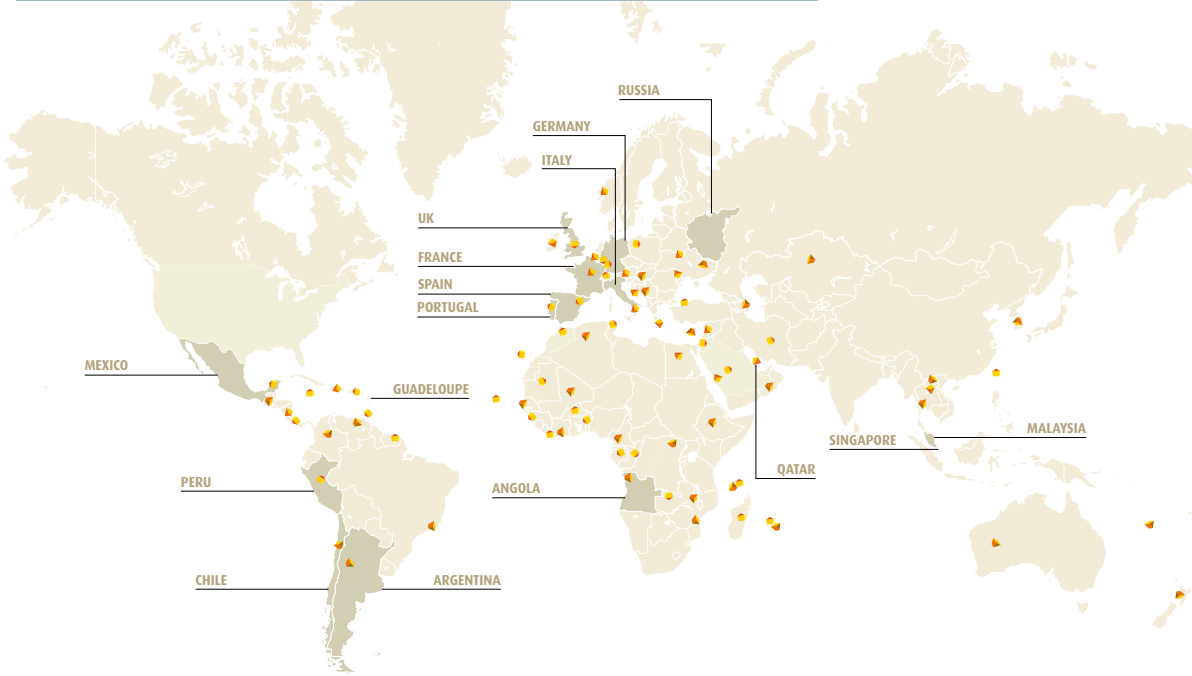 RUSSIA
GERMANY
ITALY
UK
FRANCE
SPAIN
PORTUGAL
MEXICO
GUADELOUPE
MALAYSIA
SINGAPORE
QATAR
PERU
ANGOLA
CHILE
ARGENTINA